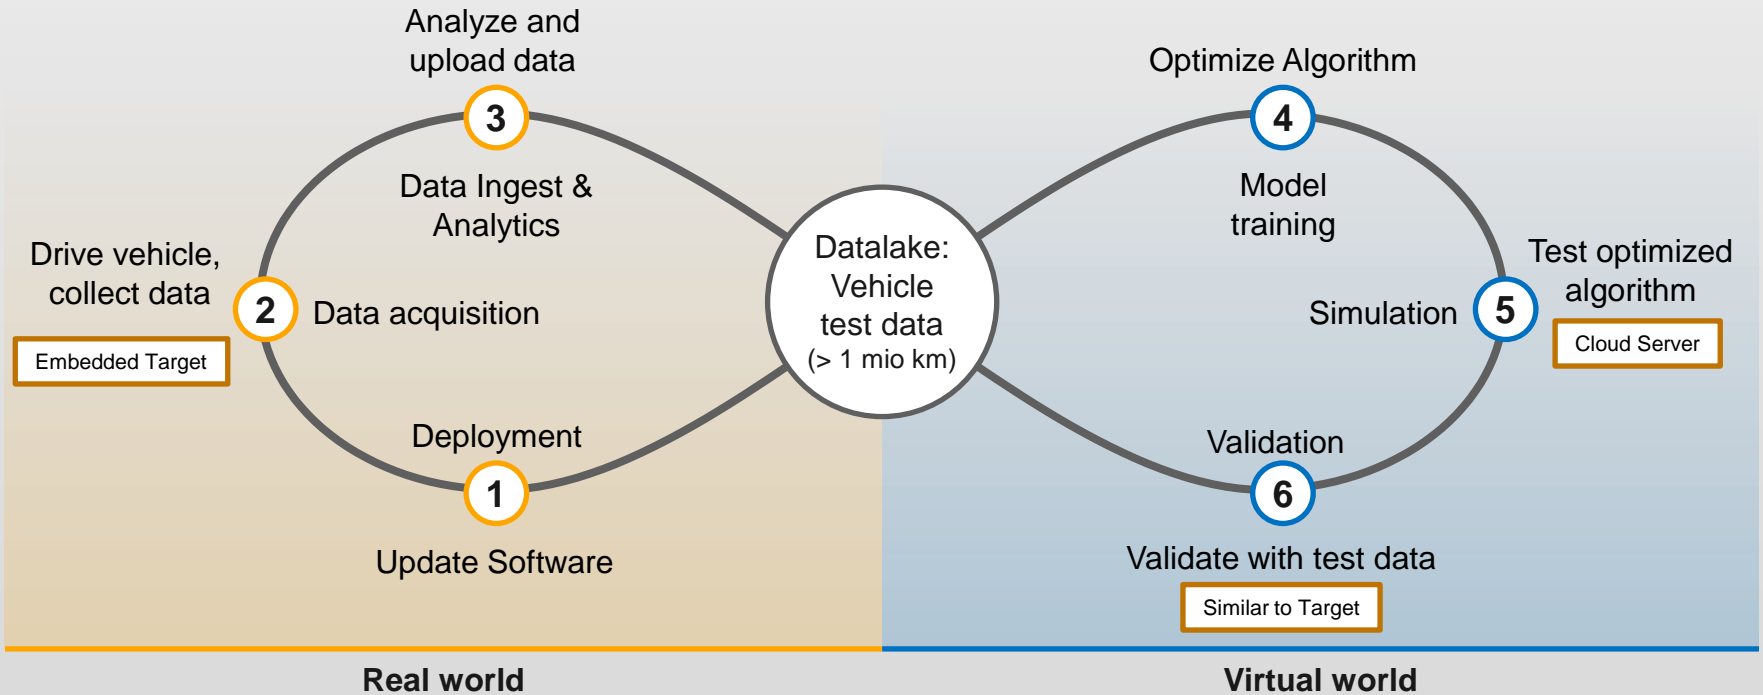 Analyze and
upload data
3
Data Ingest &
Analytics
Drive vehicle,
collect data
2
Data acquisition
Embedded Target
Deployment
1
Update Software
Datalake:
Vehicle
test data
(> 1 mio km)
Optimize Algorithm
4
Model
training
Test optimized
algorithm
Simulation
5
Cloud Server
Validation
6
Validate with test data
Similar to Target
Real world
Virtual world